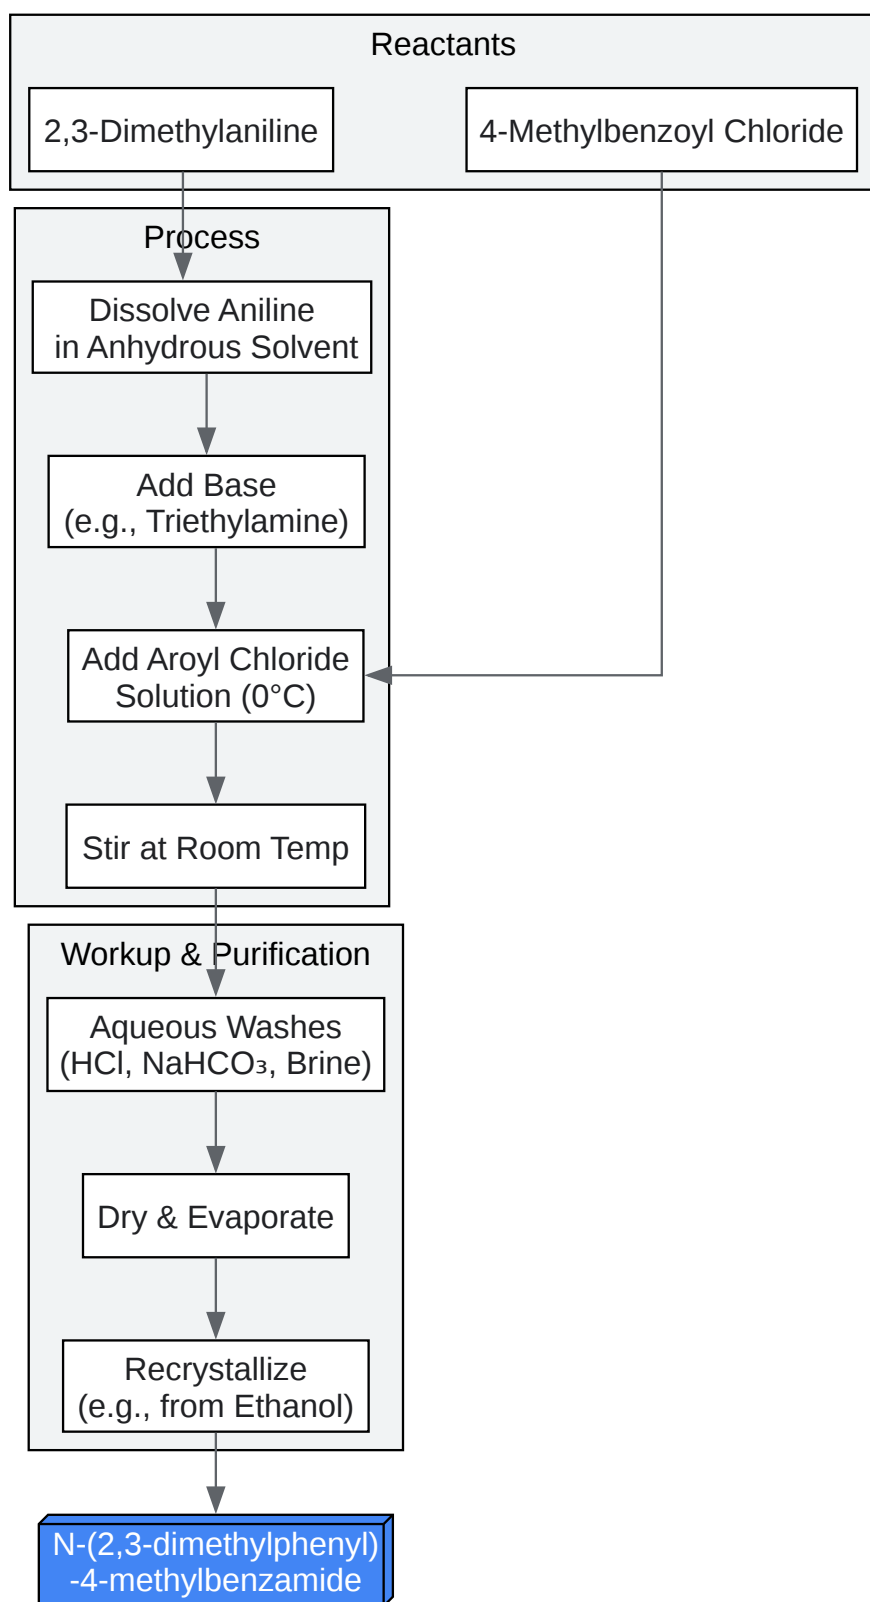 Reactants
2,3-Dimethylaniline
4-Methylbenzoyl Chloride
Process
Dissolve Aniline
in Anhydrous Solvent
Add Base
(e.g., Triethylamine)
Add Aroyl Chloride
Solution (0°C)
Stir at Room Temp
Workup & Purification
Aqueous Washes
(HCl, NaHCO₃, Brine)
Dry & Evaporate
Recrystallize
(e.g., from Ethanol)
N-(2,3-dimethylphenyl)
-4-methylbenzamide